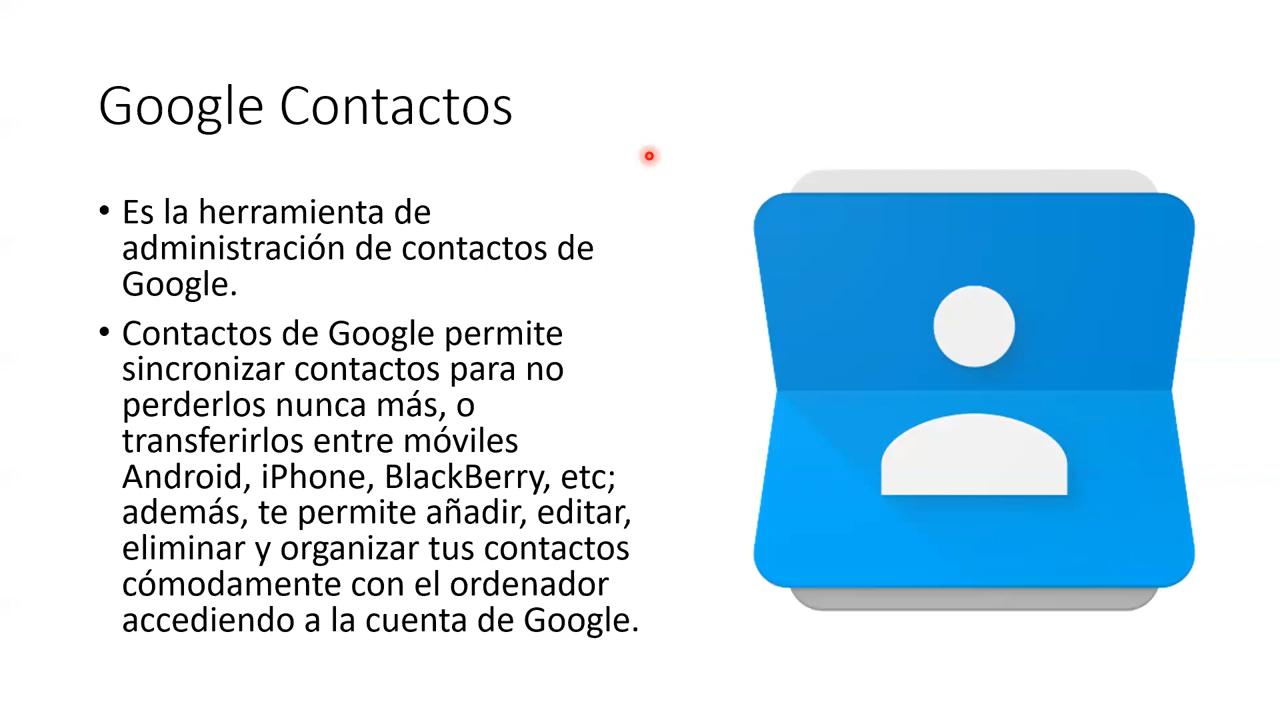 Google Contactos
• Es la herramienta de
administración de contactos de
Google.
• Contactos de Google permite
sincronizar contactos para no
perderlos nunca más, o
transferirlos entre móviles
Android, iPhone, BlackBerry, etc;
además, te permite añadir, editar,
eliminar y organizar tus contactos
cómodamente con el ordenador
accediendo a la cuenta de Google.